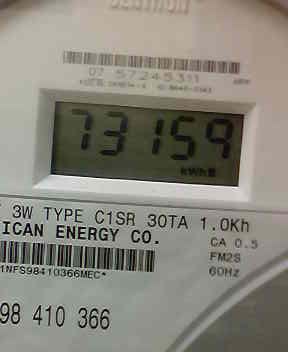 07 57245311
73159
kWh
3W TYPE C1SR 30TA 1.0Kh
ICAN ENERGY CO.
CA 0.5
FM2S
60Hz
1NFS98410366MEC*
98 410 366